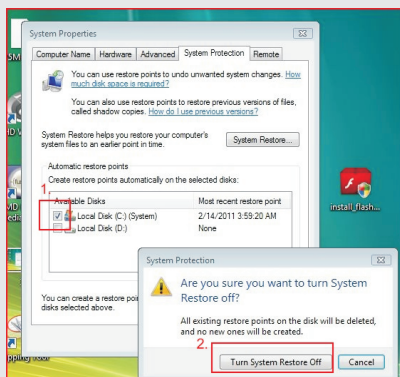 System Properties
Computer Name Hardware Advanced System Protection Remote
You can use restore points to undo unwanted system changes. How
much disk space is required?
You can also use restore points to restore previous versions of files,
called shadow copies. How do I use previous versions?
System Restore helps you restore your computer's
system files to an earlier point in time.
System Restore...
Automatic restore points
Create restore points automatically on the selected disks:
1.
Available Disks Most recent restore point
Local Disk (C:) (System) 2/14/2011 3:59:20 AM
Local Disk (D:) None
install_flash...
System Protection
Are you sure you want to turn System
Restore off?
All existing restore points on the disk will be deleted,
and no new ones will be created.
2.
Turn System Restore Off Cancel
You can create a restore poi
disks selected above.